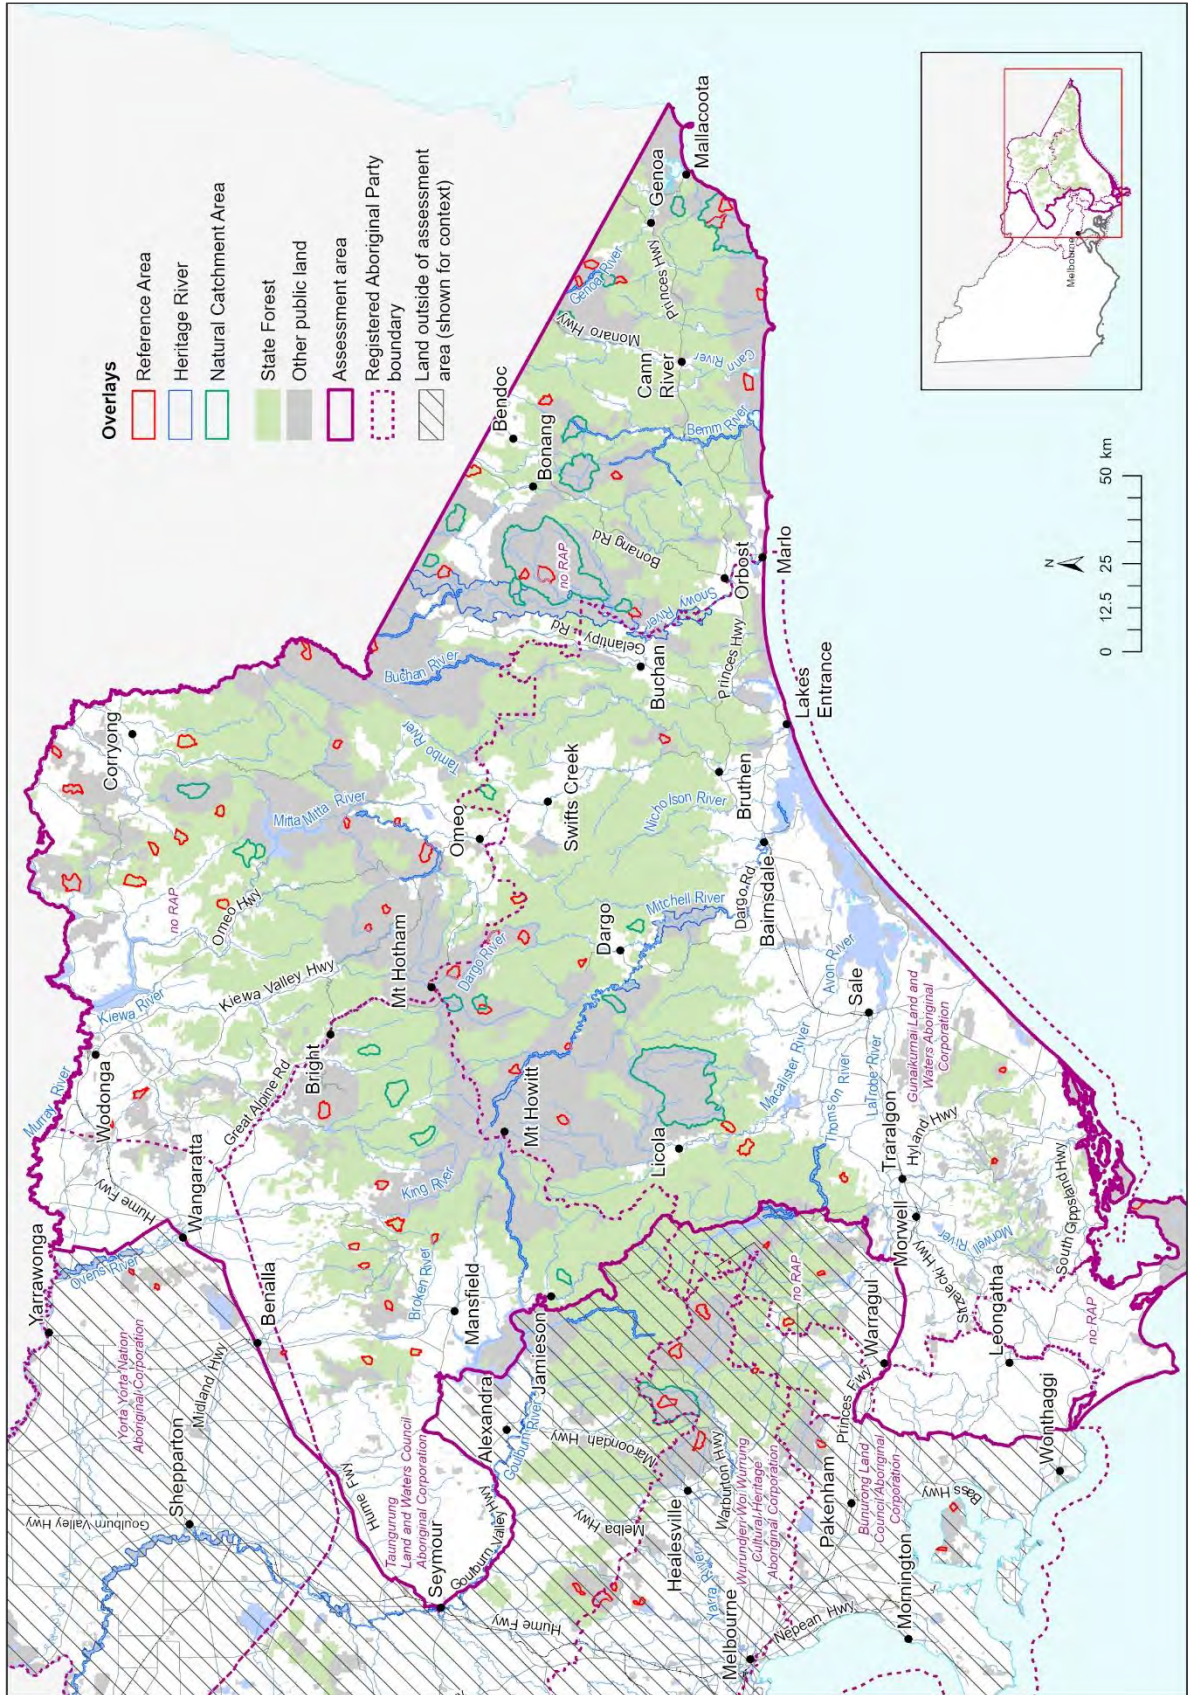 Overlays
Reference Area
Heritage River
Natural Catchment Area
State Forest
Other public land
Assessment area
Registered Aboriginal Party
boundary
Land outside of assessment
area (shown for context)
Melbourne
N
0
12.5
25
50 km
Yarrawonga
Murray River
Wodonga
Kiewa River
Corryong
Hume Fwy
Ovens River
Wangaratta
no RAP
Omeo Hwy
Mitta Mitta River
Kiewa Valley Hwy
Great Alpine Rd
Bright
Mt Hotham
Yorta Yorta Nation
Aboriginal Corporation
Shepparton
Midland Hwy
Goulburn Valley Hwy
Benalla
Hume Fwy
King River
Broken River
Mansfield
Taungurung
Land and Waters Council
Aboriginal Corporation
Seymour
Goulburn Valley Hwy
Alexandra
Goulburn River
Jamieson
Mt Howitt
Dargo River
Omeo
Tambo River
Swifts Creek
Buchan River
Gelantipy
Rd
Buchan
Snowy River
no RAP
Bonang
Bendoc
Bonang Rd
Orbost
Marlo
Bemm River
Cann
River
Cann River
Monaro Hwy
Princes Hwy
Genoa River
Genoa
Mallacoota
Princes Hwy
Lakes
Entrance
Bruthen
Nicholson River
Bairnsdale
Dargo Rd
Mitchell River
Dargo
Licola
Macalister River
Avon River
Sale
Thomson River
LaTrobe River
Gunaikurnai Land and
Waters Aboriginal
Corporation
Traralgon
Hyland Hwy
Morwell
Morwell
River
Strzelecki Hwy
South Gippsland Hwy
Leongatha
no RAP
Wonthaggi
Bass Hwy
Warragul
Princes Fwy
no RAP
Pakenham
Bunurong Land
Council Aboriginal
Corporation
Maroondah Hwy
Melba Hwy
Hume Fwy
Healesville
Warburton Hwy
Yarra River
Wurundjeri Woi Wurrung
Cultural Heritage
Aboriginal Corporation
Melbourne
Nepean Hwy
Mornington